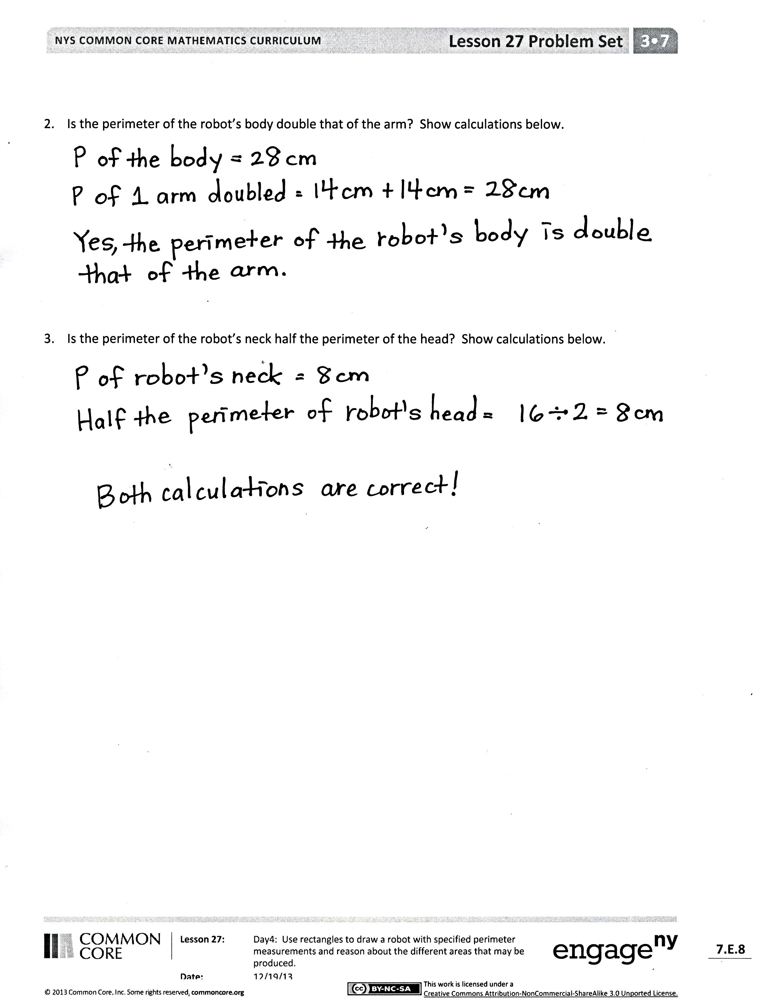 NYS COMMON CORE MATHEMATICS CURRICULUM Lesson 27 Problem Set 3•7
2. Is the perimeter of the robot's body double that of the arm? Show calculations below.
P of the body = 28 cm
P of 1 arm doubled = 14 cm + 14 cm = 28 cm
Yes, the perimeter of the robot's body is double
that of the arm.
3. Is the perimeter of the robot's neck half the perimeter of the head? Show calculations below.
P of robot's neck = 8 cm
Half the perimeter of robot's head = 16 ÷ 2 = 8 cm
Both calculations are correct!
COMMON CORE
Lesson 27: Day4: Use rectangles to draw a robot with specified perimeter
measurements and reason about the different areas that may be
produced.
Date: 12/19/13
engageny
7.E.8
© 2013 Common Core, Inc. Some rights reserved. commoncore.org
cc BY-NC-SA
This work is licensed under a
Creative Commons Attribution-NonCommercial-ShareAlike 3.0 Unported License.